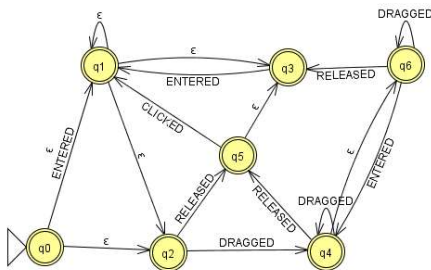 ε
DRAGGED
q1
ε
ENTERED
q3
RELEASED
q6
CLICKED
ε
ε
ENTERED
ε
q5
RELEASED
RELEASED
DRAGGED
ε
ENTERED
q0
ε
q2
DRAGGED
q4